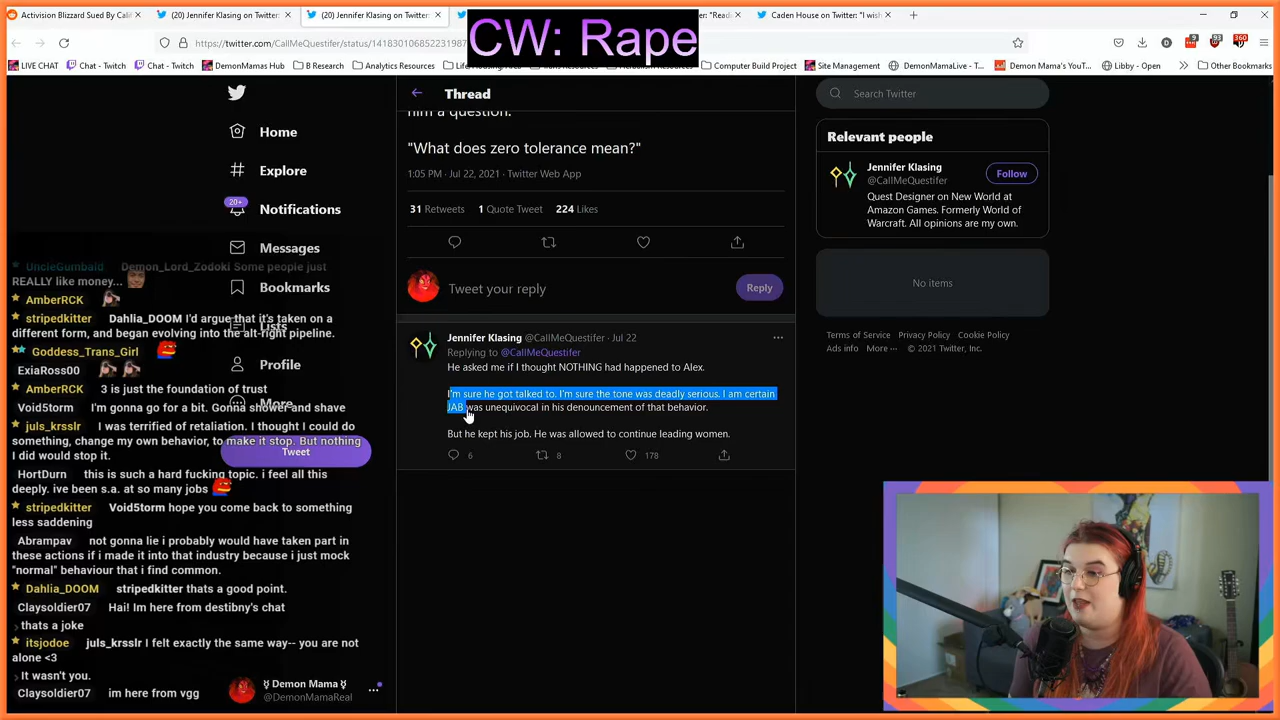 Activision Blizzard Sued By Cali
(20) Jennifer Klasing on Twitter:
(20) Jennifer Klasing on Twitter:
CW: Rape
Caden House on Twitter: "I wish
https://twitter.com/CallMeQuestifer/status/1418301068522319
LIVE CHAT
Chat - Twitch
Chat - Twitch
DemonMamas Hub
B Research
Analytics Resources
Computer Build Project
Site Management
DemonMamaLive - T...
Demon Mama's YouT...
Libby - Open
Other Bookmarks
Home
Explore
20+
Notifications
Messages
Bookmarks
Lists
Profile
More
Tweet
☿ Demon Mama ☿
@DemonMamaReal
Thread
him a question.
"What does zero tolerance mean?"
1:05 PM · Jul 22, 2021 · Twitter Web App
31 Retweets 1 Quote Tweet 224 Likes
Tweet your reply
Reply
Jennifer Klasing @CallMeQuestifer · Jul 22
Replying to @CallMeQuestifer
He asked me if I thought NOTHING had happened to Alex.
I'm sure he got talked to. I'm sure the tone was deadly serious. I am certain
JAB was unequivocal in his denouncement of that behavior.
But he kept his job. He was allowed to continue leading women.
6 8 178
Search Twitter
Relevant people
Jennifer Klasing
@CallMeQuestifer
Follow
Quest Designer on New World at
Amazon Games. Formerly World of
Warcraft. All opinions are my own.
No items
Terms of Service Privacy Policy Cookie Policy
Ads info More ··· © 2021 Twitter, Inc.
UncleGumbald Demon_Lord_Zodoki Some people just
REALLY like money...
AmberRCK
stripedkitter Dahlia_DOOM I'd argue that it's taken on a
different form, and began evolving into the alt-right pipeline.
Goddess_Trans_Girl
ExiaRoss00
AmberRCK 3 is just the foundation of trust
Void5torm I'm gonna go for a bit. Gonna shower and shave
juls_krsslr I was terrified of retaliation. I thought I could do
something, change my own behavior, to make it stop. But nothing
I did would stop it.
HortDurn this is such a hard fucking topic. i feel all this
deeply. ive been s.a. at so many jobs
stripedkitter Void5torm hope you come back to something
less saddening
Abrampav not gonna lie i probably would have taken part in
these actions if i made it into that industry because i just mock
"normal" behaviour that i find common.
Dahlia_DOOM stripedkitter thats a good point.
Claysoldier07 Hai! Im here from destibny's chat
thats a joke
itsjodoe juls_krsslr I felt exactly the same way-- you are not
alone <3
It wasn't you.
Claysoldier07 im here from vgg